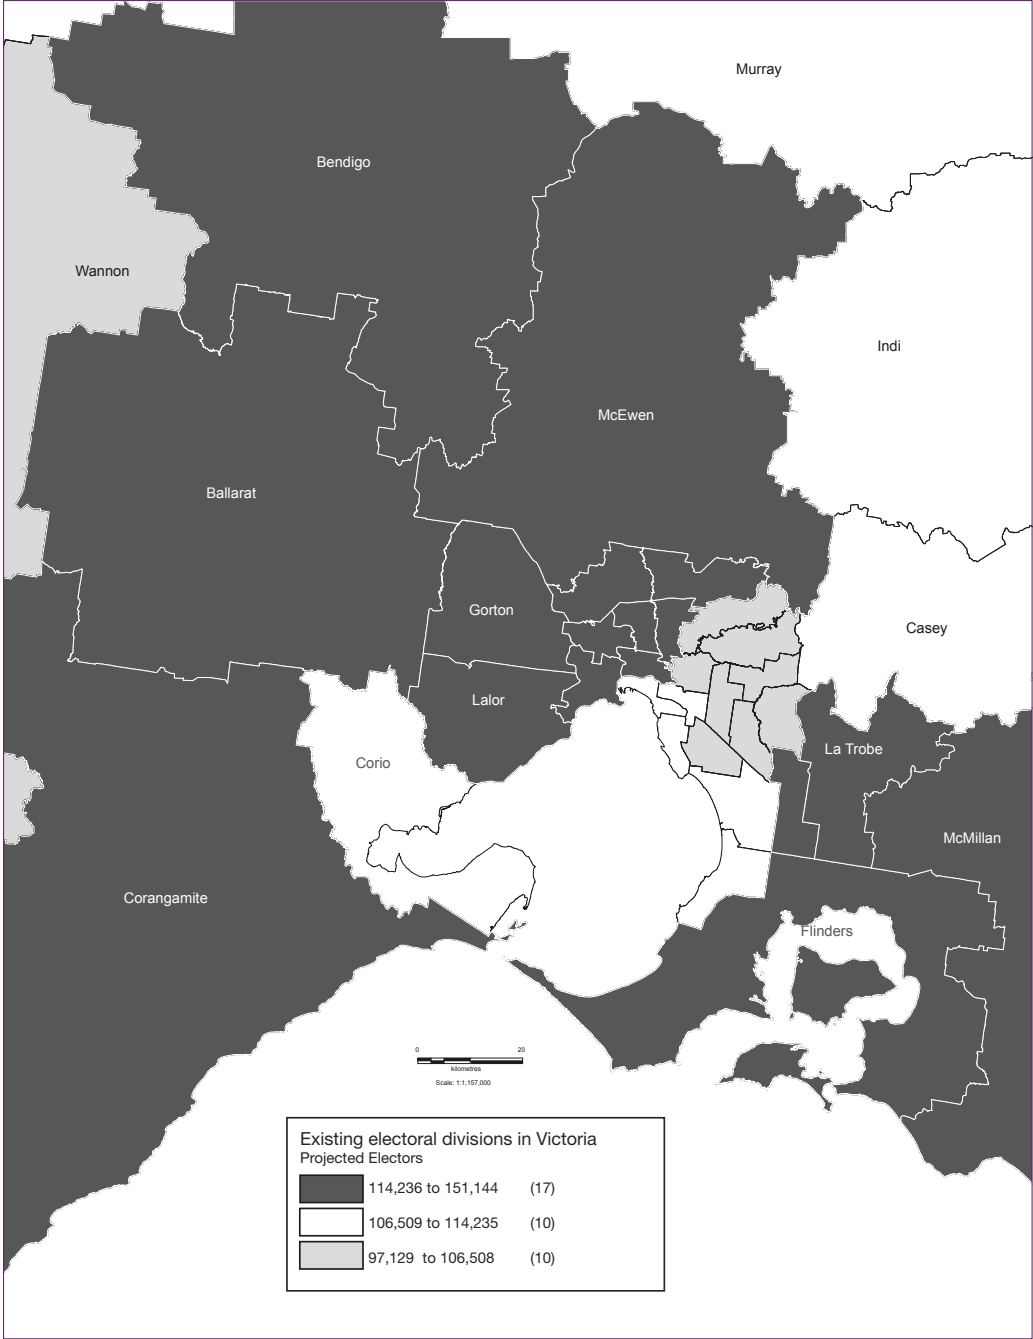 Murray
Bendigo
Wannon
Indi
McEwen
Ballarat
Gorton
Casey
Lalor
La Trobe
Corio
McMillan
Corangamite
Flinders
0 20
kilometres
Scale: 1:1,157,000
Existing electoral divisions in Victoria
Projected Electors
114,236 to 151,144 (17)
106,509 to 114,235 (10)
97,129 to 106,508 (10)